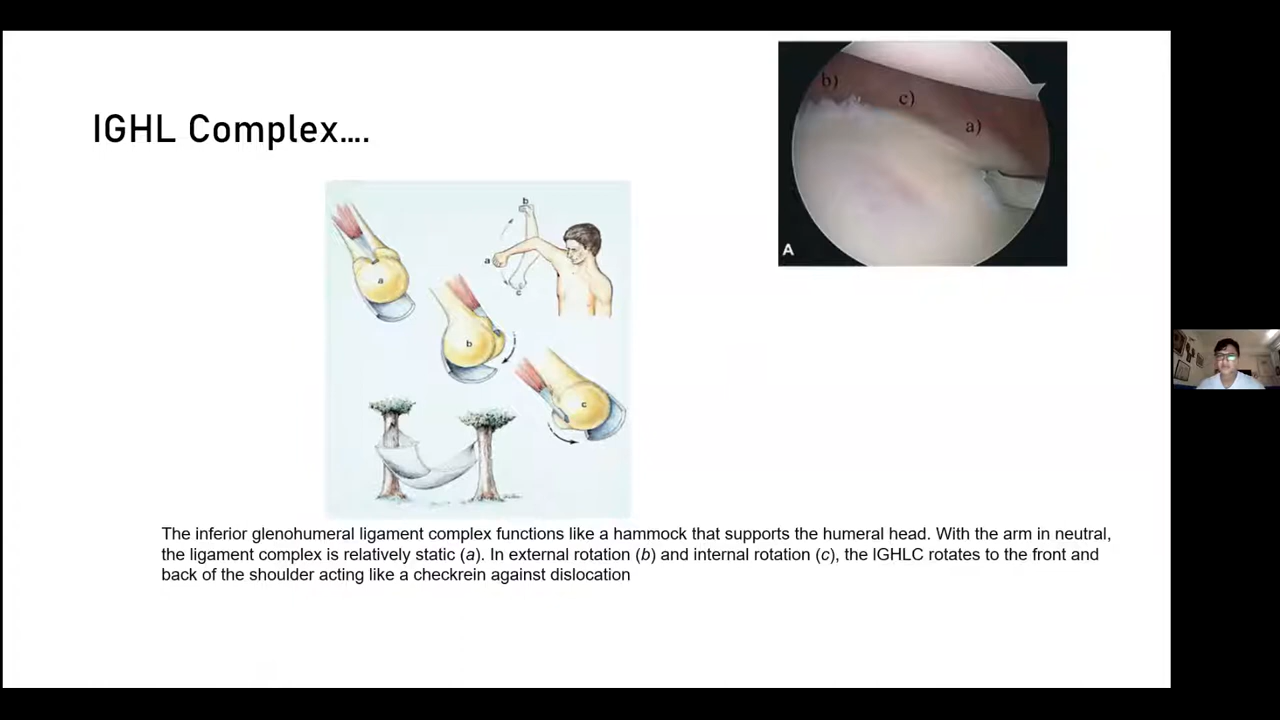 IGHL Complex....
b)
c)
a)
A
b
a
c
a
b
c
The inferior glenohumeral ligament complex functions like a hammock that supports the humeral head. With the arm in neutral,
the ligament complex is relatively static (a). In external rotation (b) and internal rotation (c), the IGHLC rotates to the front and
back of the shoulder acting like a checkrein against dislocation